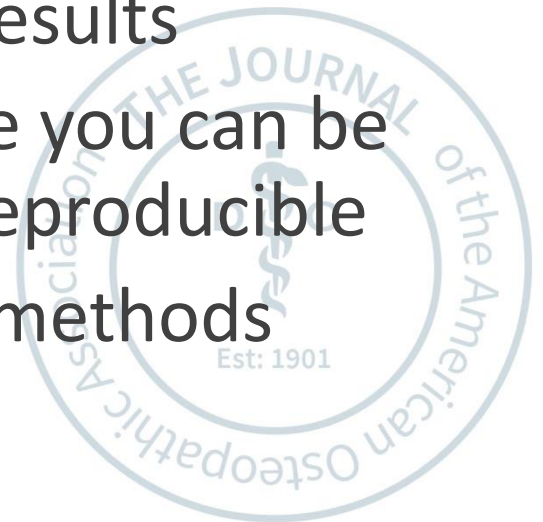 esults
e you can be
eproducible
methods
THE JOURNAL of the American Osteopathic Association
D O
Est: 1901